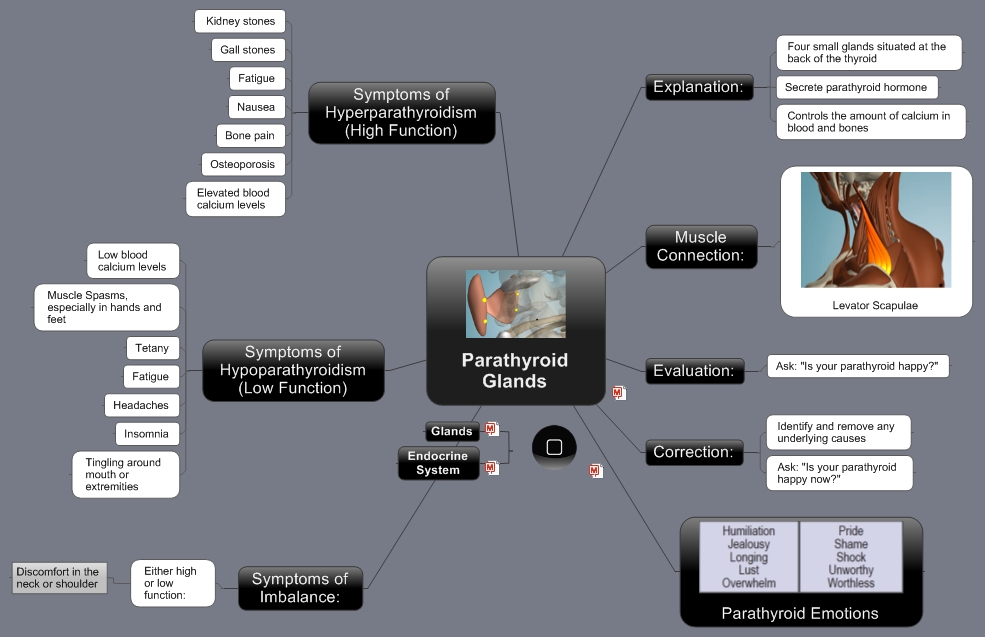 Kidney stones
Gall stones
Fatigue
Nausea
Bone pain
Osteoporosis
Elevated blood
calcium levels
Symptoms of
Hyperparathyroidism
(High Function)
Low blood
calcium levels
Muscle Spasms,
especially in hands and
feet
Tetany
Fatigue
Headaches
Insomnia
Tingling around
mouth or
extremities
Symptoms of
Hypoparathyroidism
(Low Function)
Discomfort in the
neck or shoulder
Either high
or low
function:
Symptoms of
Imbalance:
Parathyroid
Glands
Glands
Endocrine
System
Explanation:
Four small glands situated at the
back of the thyroid
Secrete parathyroid hormone
Controls the amount of calcium in
blood and bones
Muscle
Connection:
Levator Scapulae
Evaluation:
Ask: "Is your parathyroid happy?"
Correction:
Identify and remove any
underlying causes
Ask: "Is your parathyroid
happy now?"
Humiliation
Jealousy
Longing
Lust
Overwhelm
Pride
Shame
Shock
Unworthy
Worthless
Parathyroid Emotions